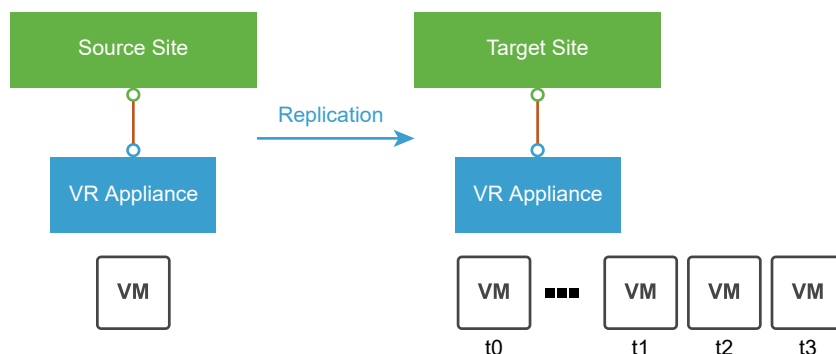 Source Site
Target Site
Replication
VR Appliance
VR Appliance
VM
VM
VM
VM
VM
t0
t1
t2
t3